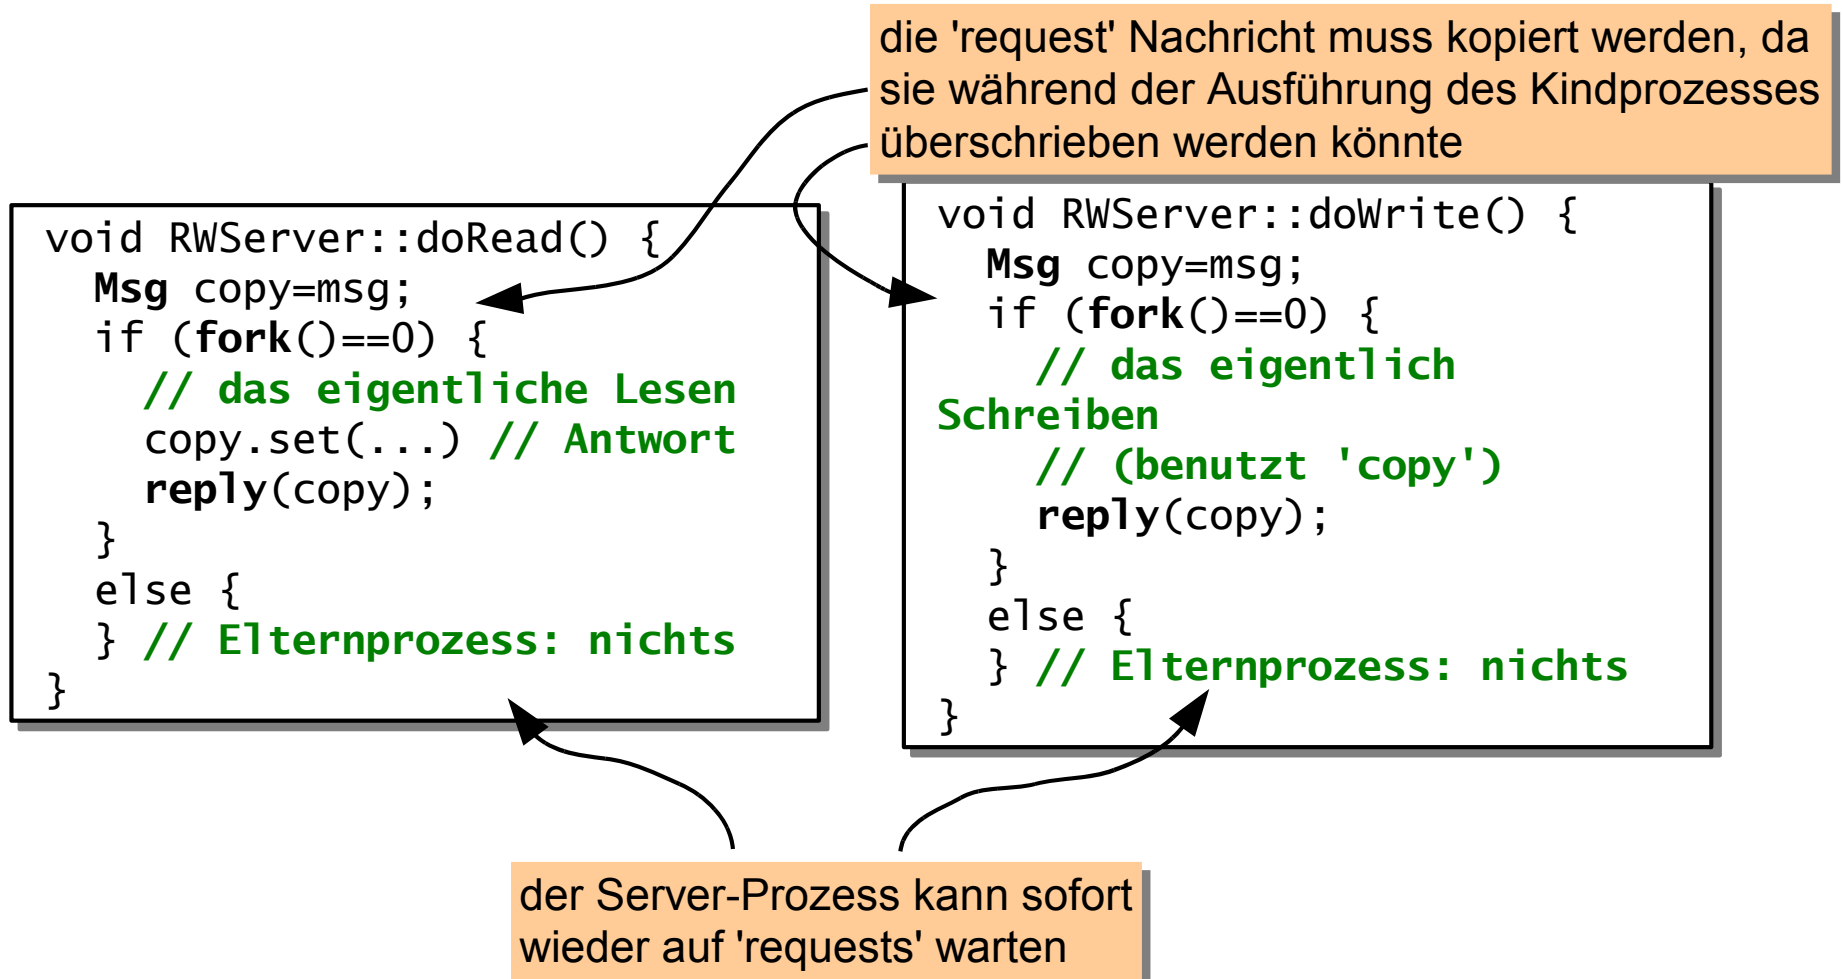 die 'request' Nachricht muss kopiert werden, da
sie während der Ausführung des Kindprozesses
überschrieben werden könnte
void RWServer::doRead() {
Msg copy=msg;
if (fork()==0) {
// das eigentliche Lesen
copy.set(...) // Antwort
reply(copy);
}
else {
} // Elternprozess: nichts
}
void RWServer::doWrite() {
Msg copy=msg;
if (fork()==0) {
// das eigentlich
Schreiben
// (benutzt 'copy')
reply(copy);
}
else {
} // Elternprozess: nichts
}
der Server-Prozess kann sofort
wieder auf 'requests' warten